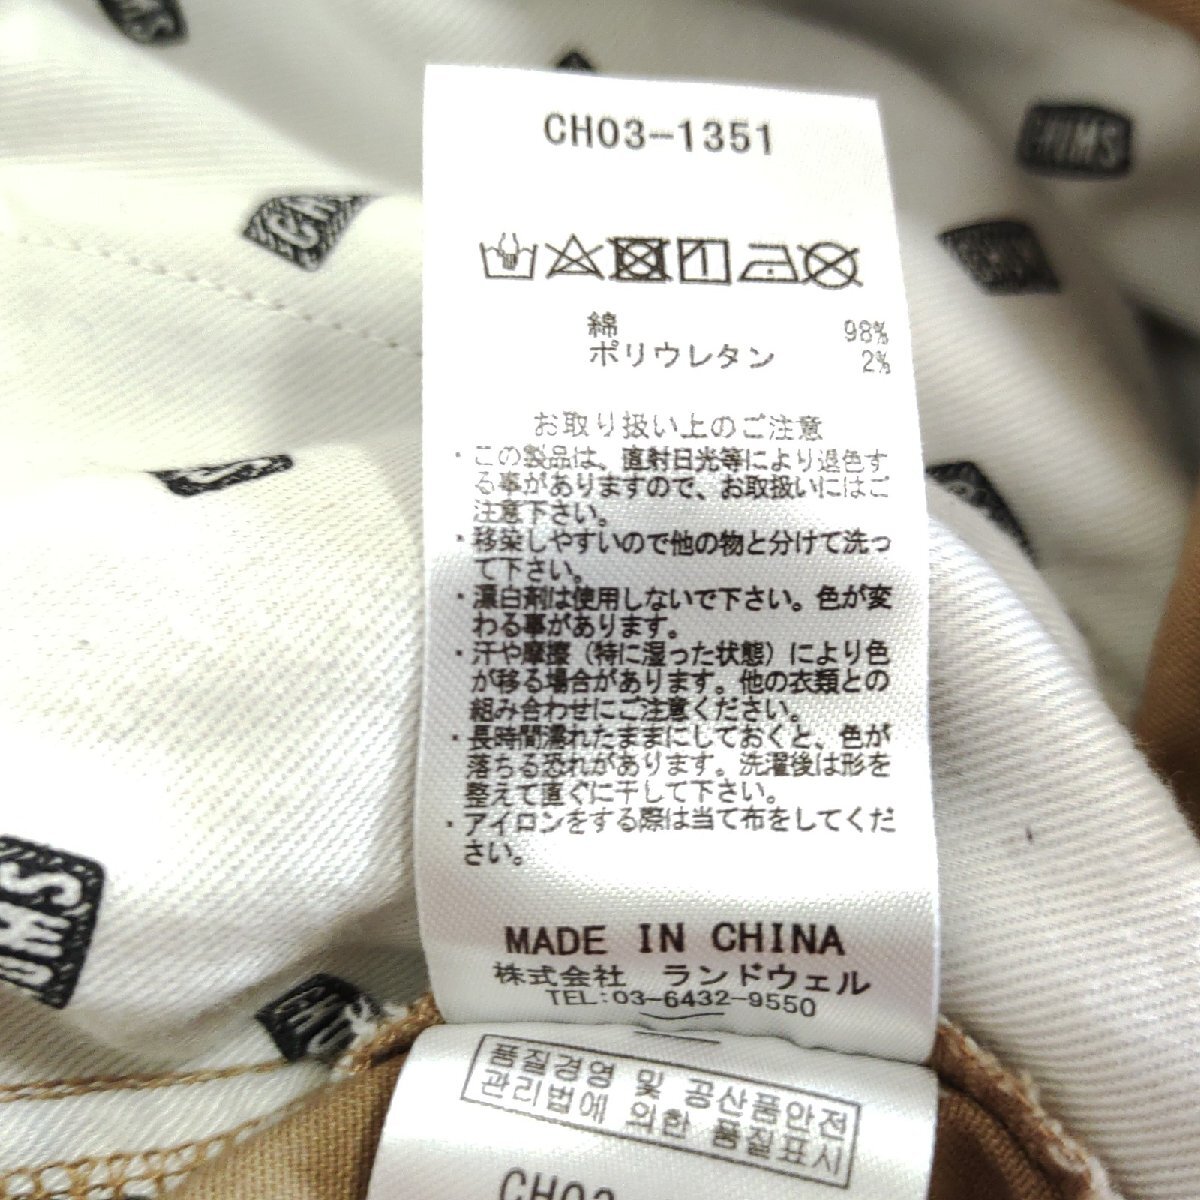 CHUMS
CHUMS
CHUMS
CHUMS
CH03-1351
綿 98%
ポリウレタン 2%
お取り扱い上のご注意
・この製品は、直射日光等により退色す
る事がありますので、お取扱いにはご
注意下さい。
・移染しやすいので他の物と分けて洗っ
て下さい。
・漂白剤は使用しないで下さい。色が変
わる事があります。
・汗や摩擦（特に湿った状態）により色
が移る場合があります。他の衣類との
組み合わせにご注意ください。
・長時間濡れたままにしておくと、色が
落ちる恐れがあります。洗濯後は形を
整えて直ぐに干して下さい。
・アイロンをする際は当て布をしてくだ
さい。
MADE IN CHINA
株式会社 ランドウェル
TEL:03-6432-9550
품질경영 및 공산품안전
관리법에 의한 품질표시
CH03